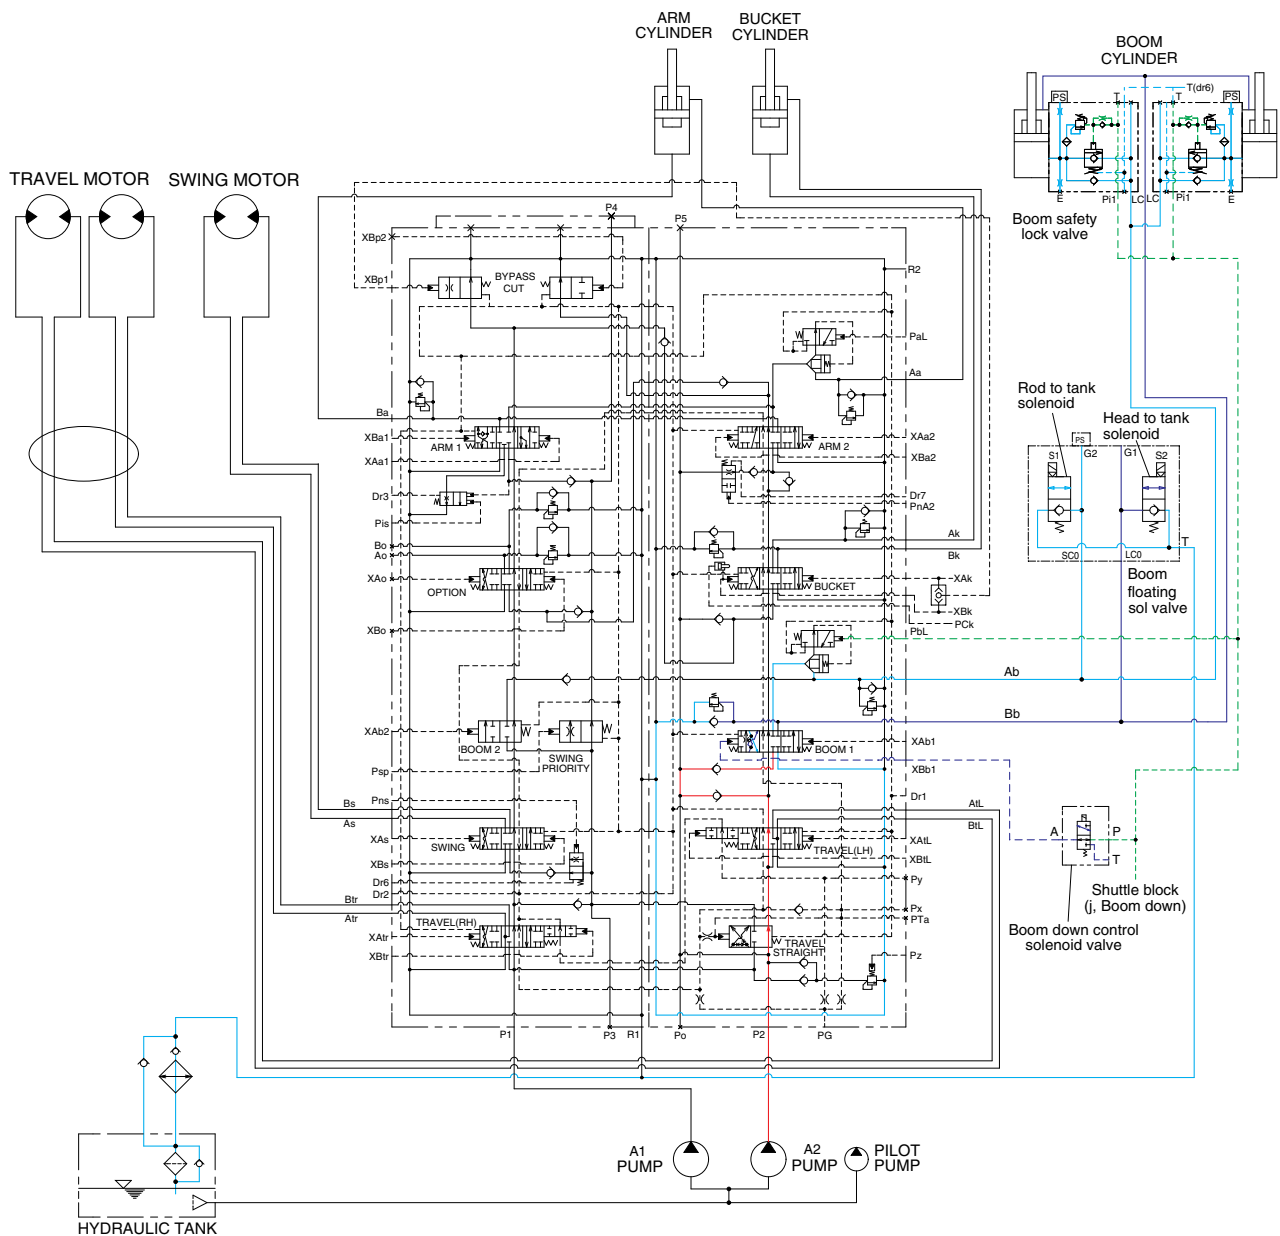 ARM
CYLINDER
BUCKET
CYLINDER
BOOM
CYLINDER
T(dr6)
PS
T
T
PS
E
Pi1
LC
LC
Pi1
E
Boom safety
lock valve
TRAVEL MOTOR
SWING MOTOR
P4
P5
XBp2
XBp1
BYPASS
CUT
R2
PaL
Aa
Ba
XBa1
ARM 1
XAa1
ARM 2
XAa2
XBa2
Dr3
Pis
Dr7
PnA2
Bo
Ao
Ak
Bk
XAo
OPTION
BUCKET
XAk
XBk
PCk
XBo
PbL
Rod to tank
solenoid
Head to tank
solenoid
S1
PS
G2
G1
S2
T
SC0
LC0
Boom
floating
sol valve
Ab
Bb
XAb2
BOOM 2
SWING
PRIORITY
BOOM 1
XAb1
XBb1
Psp
Pns
Bs
As
Dr1
AtL
BtL
XAs
SWING
XBs
Dr6
Dr2
TRAVEL(LH)
XAtL
XBtL
Py
Px
PTa
Btr
Atr
TRAVEL(RH)
XAtr
XBtr
TRAVEL
STRAIGHT
Pz
A
P
T
Shuttle block
(j, Boom down)
Boom down control
solenoid valve
P1
P3
R1
Po
P2
PG
A1
PUMP
A2
PUMP
PILOT
PUMP
HYDRAULIC TANK